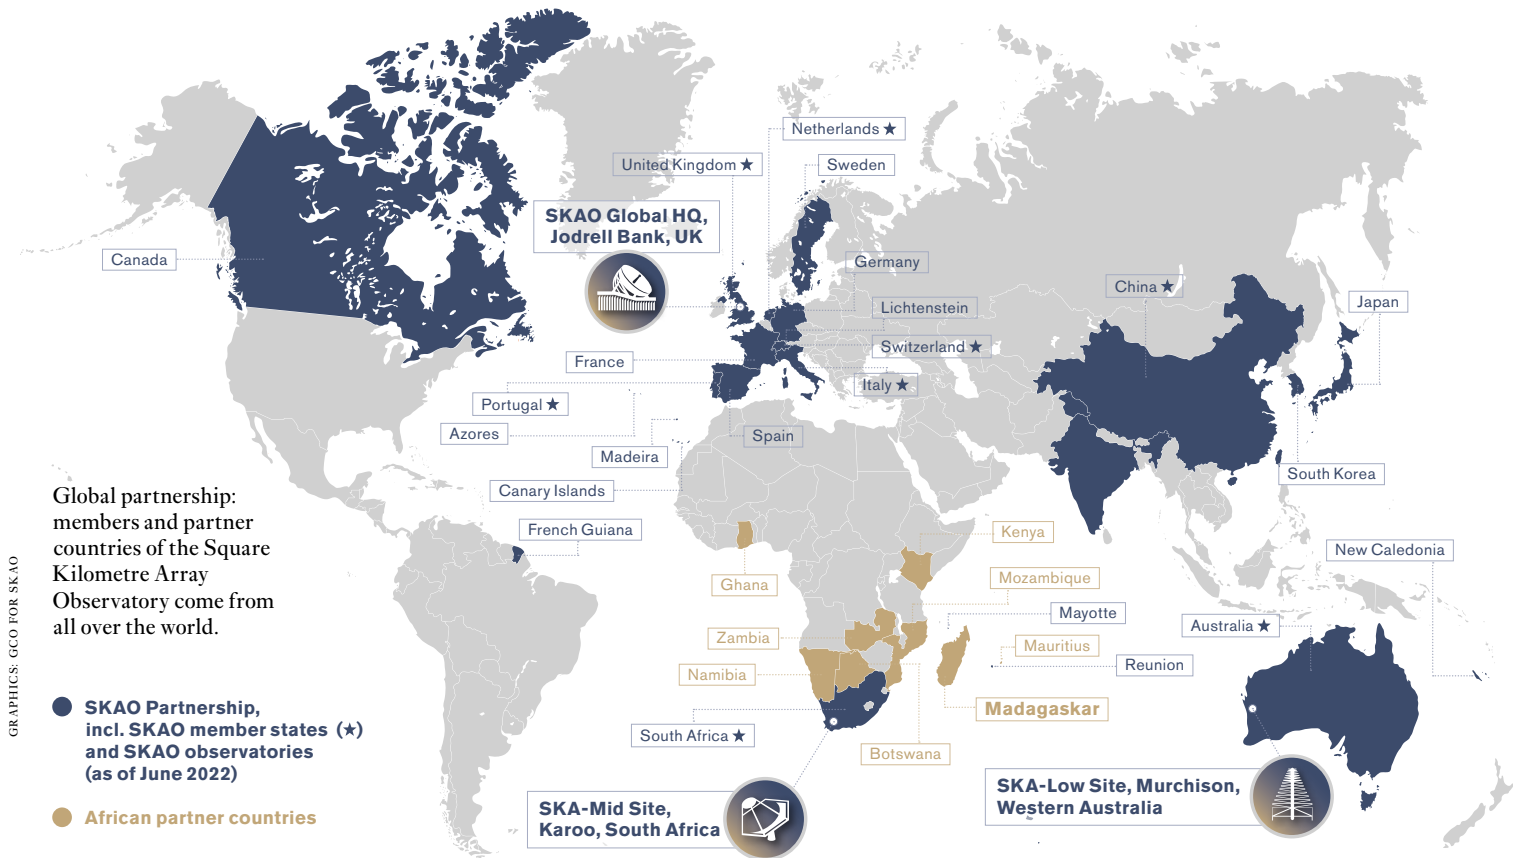 Netherlands ★
United Kingdom ★
Sweden
SKAO Global HQ,
Jodrell Bank, UK
Canada
Germany
China ★
Lichtenstein
Japan
Switzerland ★
France
Italy ★
Portugal ★
Azores
Spain
Madeira
South Korea
Canary Islands
French Guiana
Global partnership:
members and partner
countries of the Square
Kilometre Array
Observatory come from
all over the world.
Kenya
New Caledonia
Ghana
Mozambique
Mayotte
Australia ★
Zambia
Mauritius
Reunion
Namibia
Madagaskar
South Africa ★
Botswana
SKAO Partnership,
incl. SKAO member states (★)
and SKAO observatories
(as of June 2022)
African partner countries
SKA-Mid Site,
Karoo, South Africa
SKA-Low Site, Murchison,
Western Australia
GRAPHICS: GCO FOR SKAO